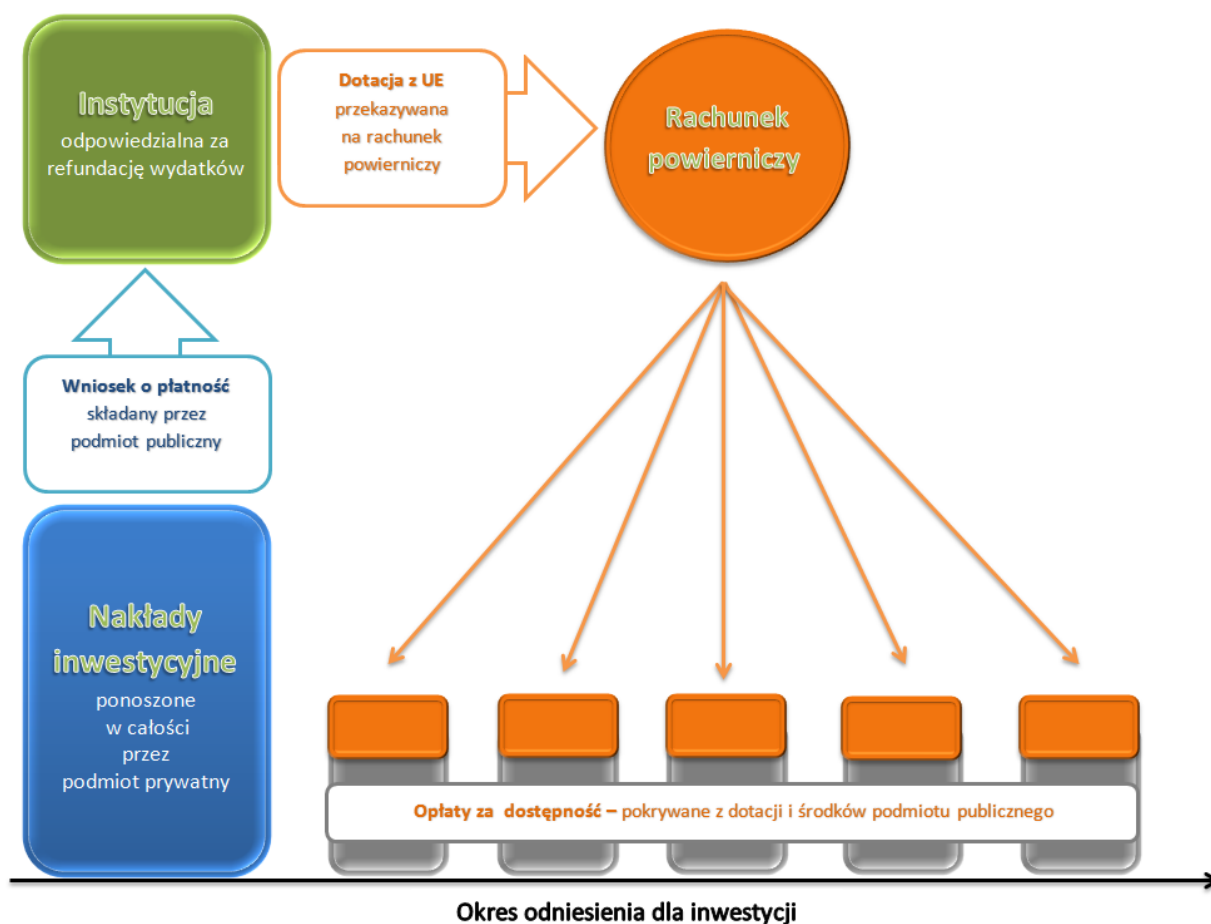 Instytucja
odpowiedzialna za
refundację wydatków
Dotacja z UE
przekazywana
na rachunek
powierniczy
Rachunek
powierniczy
Wniosek o płatność
składany przez
podmiot publiczny
Nakłady
inwestycyjne
ponoszone
w całości
przez
podmiot prywatny
Opłaty za dostępność – pokrywane z dotacji i środków podmiotu publicznego
Okres odniesienia dla inwestycji